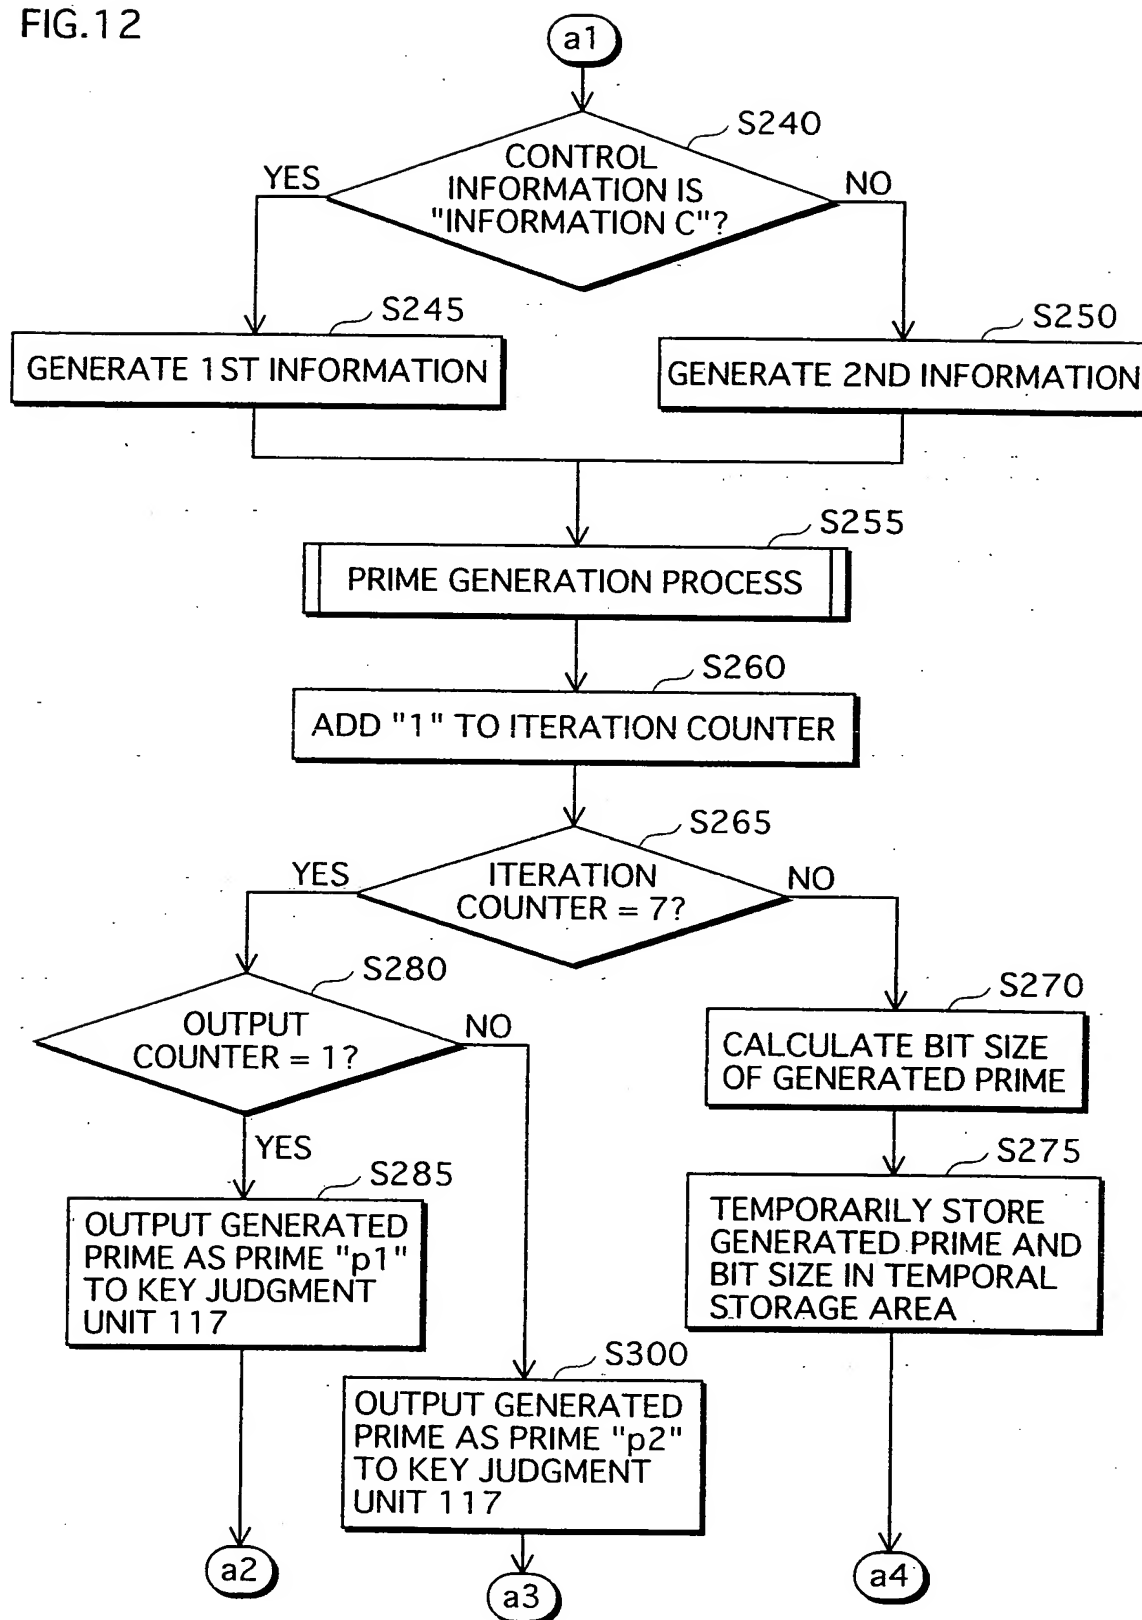 FIG.12
a1
S240
CONTROL
INFORMATION IS
"INFORMATION C"?
YES
NO
S245
GENERATE 1ST INFORMATION
S250
GENERATE 2ND INFORMATION
S255
PRIME GENERATION PROCESS
S260
ADD "1" TO ITERATION COUNTER
S265
ITERATION
COUNTER = 7?
YES
NO
S280
OUTPUT
COUNTER = 1?
NO
YES
S270
CALCULATE BIT SIZE
OF GENERATED PRIME
S285
OUTPUT GENERATED
PRIME AS PRIME "p1"
TO KEY JUDGMENT
UNIT 117
S275
TEMPORARILY STORE
GENERATED PRIME AND
BIT SIZE IN TEMPORAL
STORAGE AREA
S300
OUTPUT GENERATED
PRIME AS PRIME "p2"
TO KEY JUDGMENT
UNIT 117
a2
a3
a4